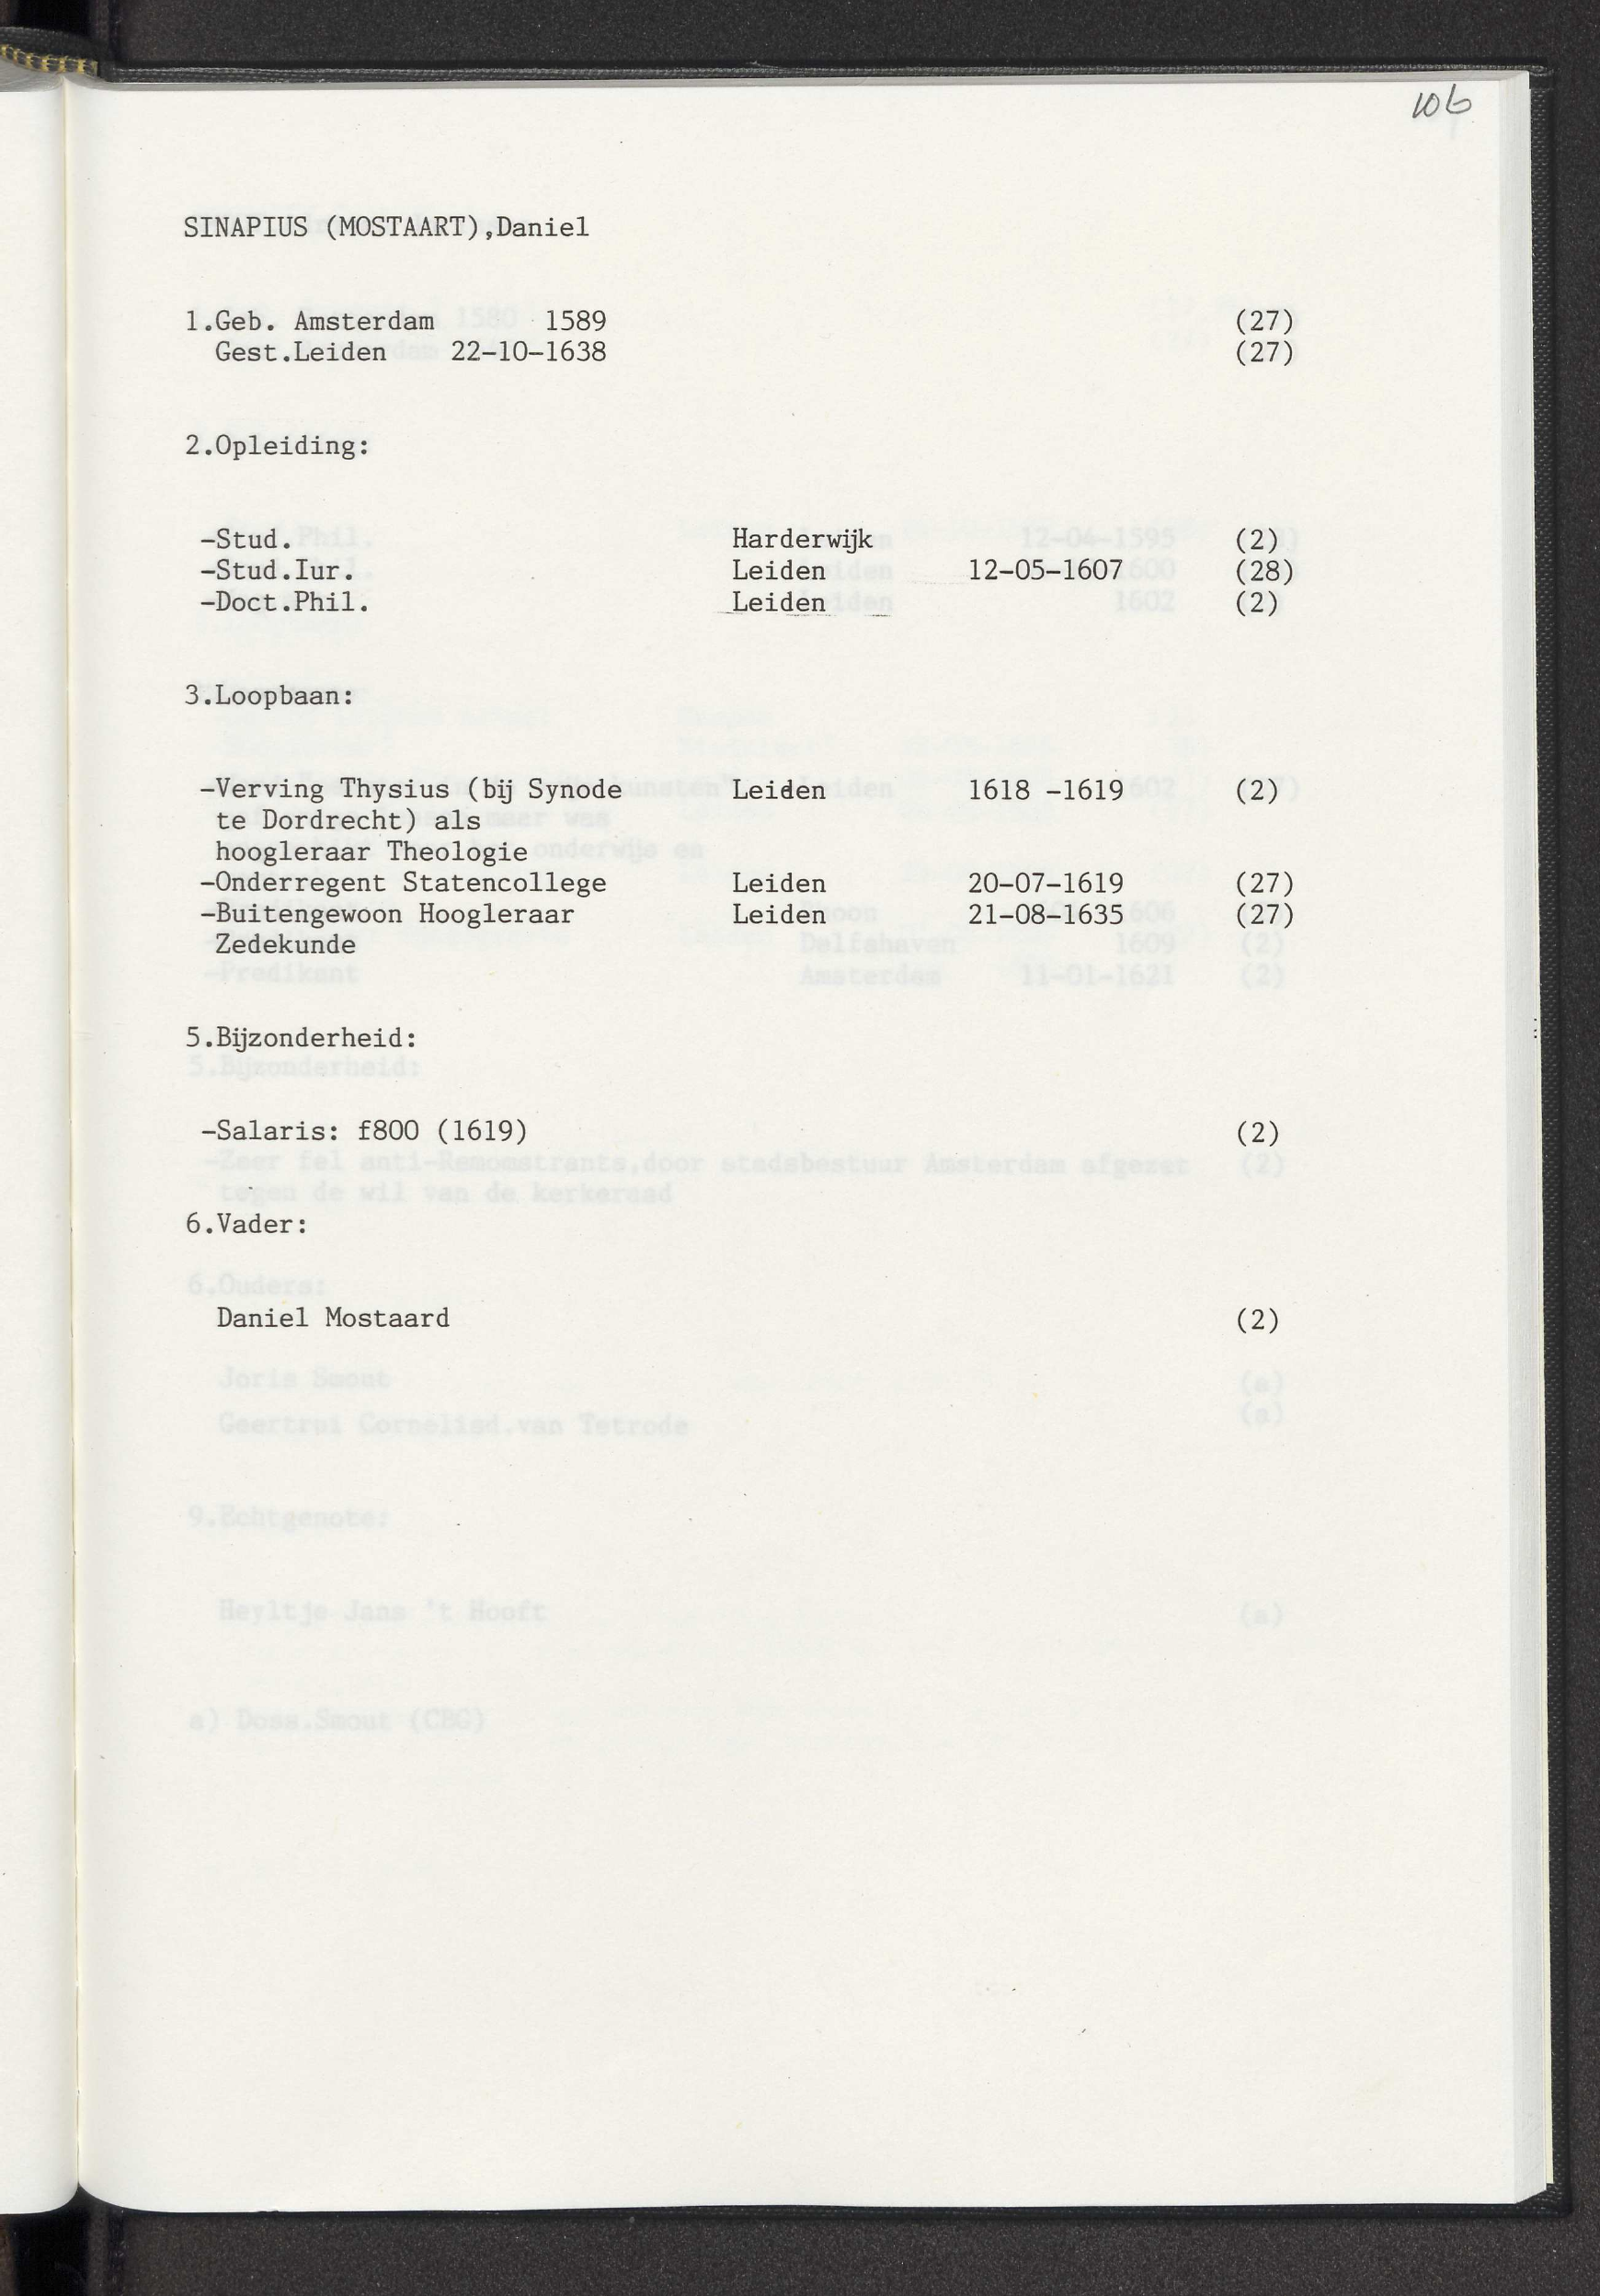 106
SINAPIUS (MOSTAART),Daniel
1.Geb. Amsterdam 1589 (27)
Gest.Leiden 22-10-1638 (27)
2.Opleiding:
-Stud. Harderwijk (2)
-Stud.Iur. Leiden 12-05-1607 (28)
-Doct.Phil. Leiden (2)
3.Loopbaan:
-Verving Thysius (bij Synode Leiden 1618 -1619 (2)
te Dordrecht) als
hoogleraar Theologie
-Onderregent Statencollege Leiden 20-07-1619 (27)
-Buitengewoon Hoogleraar Leiden 21-08-1635 (27)
Zedekunde
5.Bijzonderheid:
-Salaris: f800 (1619) (2)
6.Vader:
Daniel Mostaard (2)